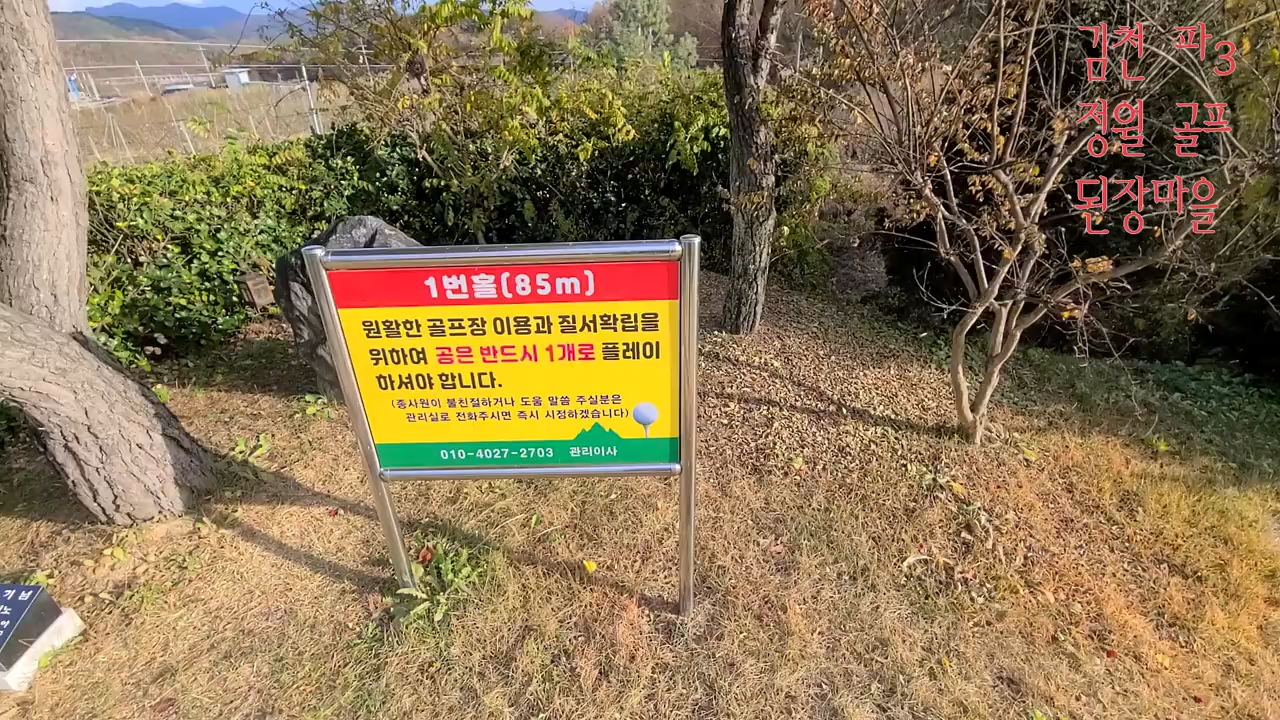 김천 파3
정월 골프
된장마을
1번홀(85m)
원활한 골프장 이용과 질서확립을
위하여 공은 반드시 1개로 플레이
하셔야 합니다.
(종사원이 불친절하거나 도움 말씀 주실분은
관리실로 전화주시면 즉시 시정하겠습니다)
010-4027-2703 관리이사